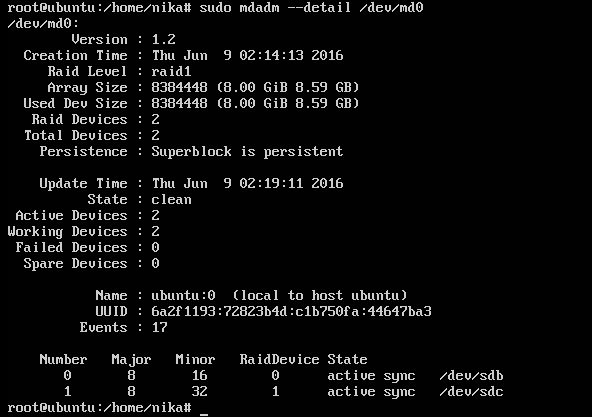 root@ubuntu:/home/nika# sudo mdadm --detail /dev/md0
/dev/md0:
Version : 1.2
Creation Time : Thu Jun  9 02:14:13 2016
Raid Level : raid1
Array Size : 8384448 (8.00 GiB 8.59 GB)
Used Dev Size : 8384448 (8.00 GiB 8.59 GB)
Raid Devices : 2
Total Devices : 2
Persistence : Superblock is persistent
Update Time : Thu Jun  9 02:19:11 2016
State : clean
Active Devices : 2
Working Devices : 2
Failed Devices : 0
Spare Devices : 0
Name : ubuntu:0  (local to host ubuntu)
UUID : 6a2f1193:72823b4d:c1b750fa:44647ba3
Events : 17
Number   Major   Minor   RaidDevice State
0       8       16        0      active sync   /dev/sdb
1       8       32        1      active sync   /dev/sdc
root@ubuntu:/home/nika# _